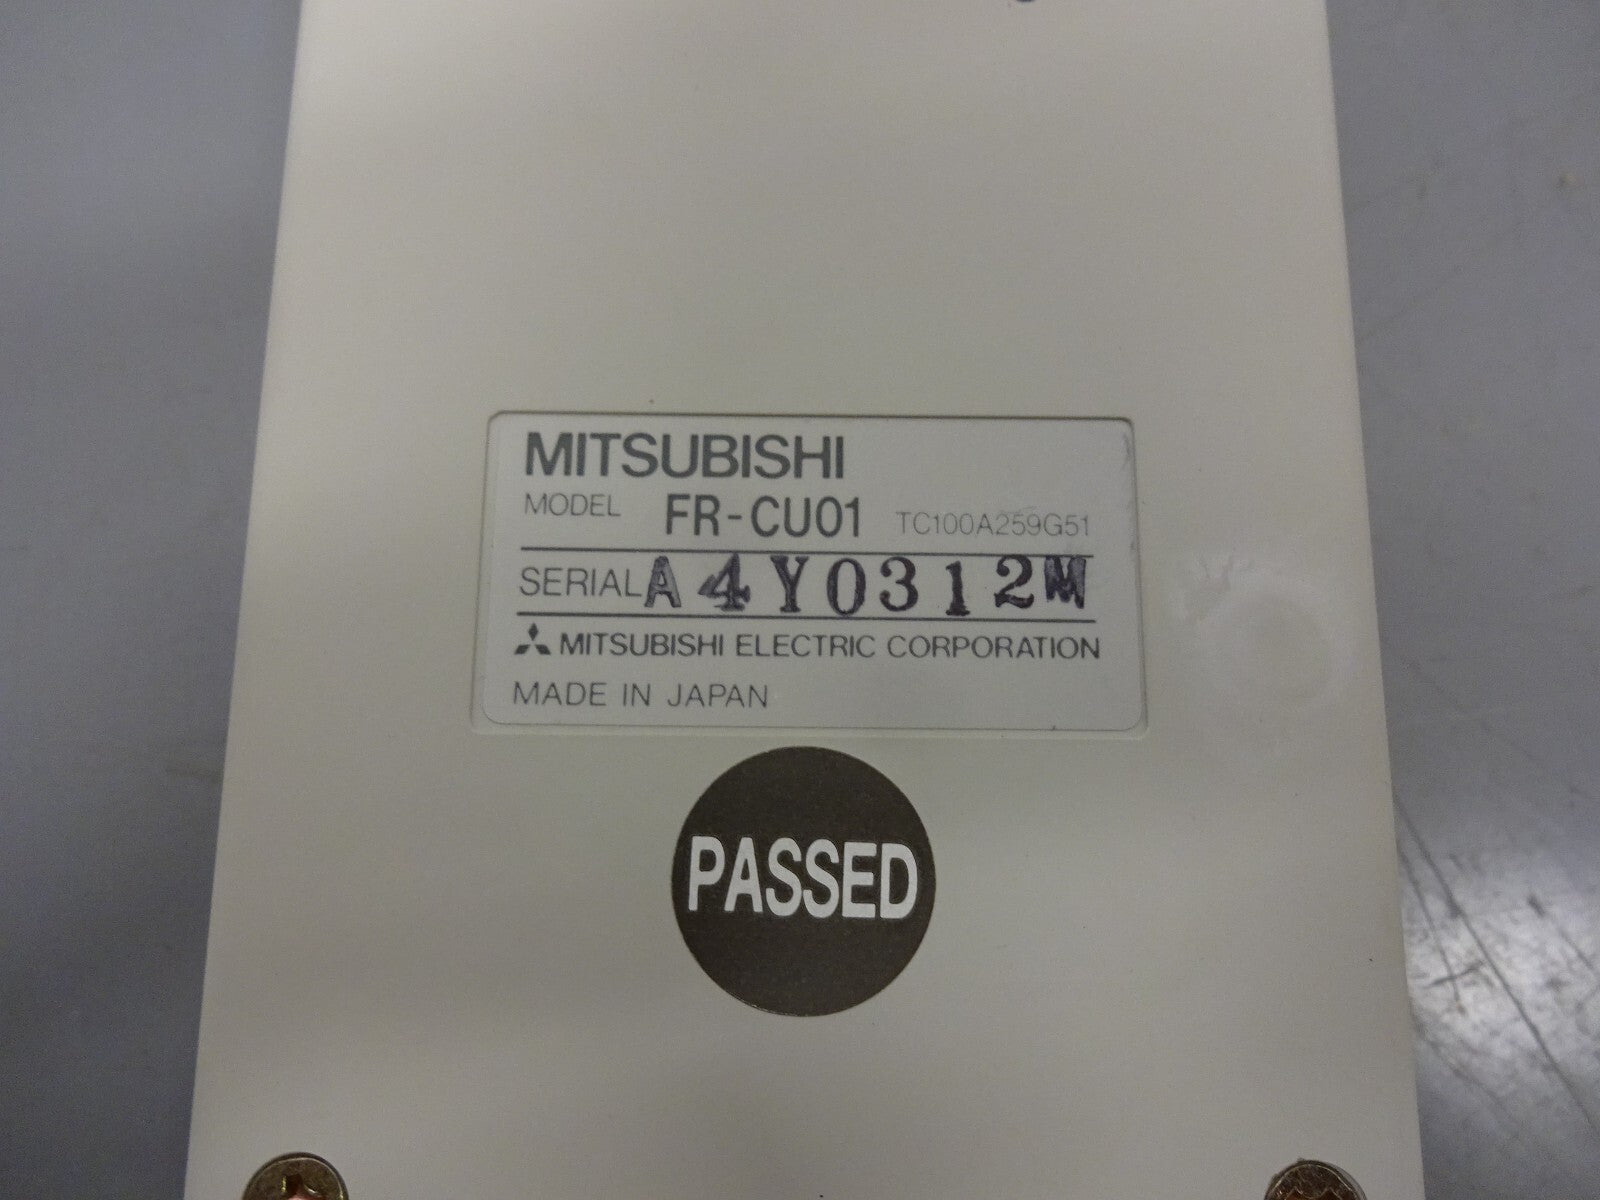 MITSUBISHI
MODEL FR-CU01 TC100A259G51
SERIAL A4Y0312M
MITSUBISHI ELECTRIC CORPORATION
MADE IN JAPAN
PASSED